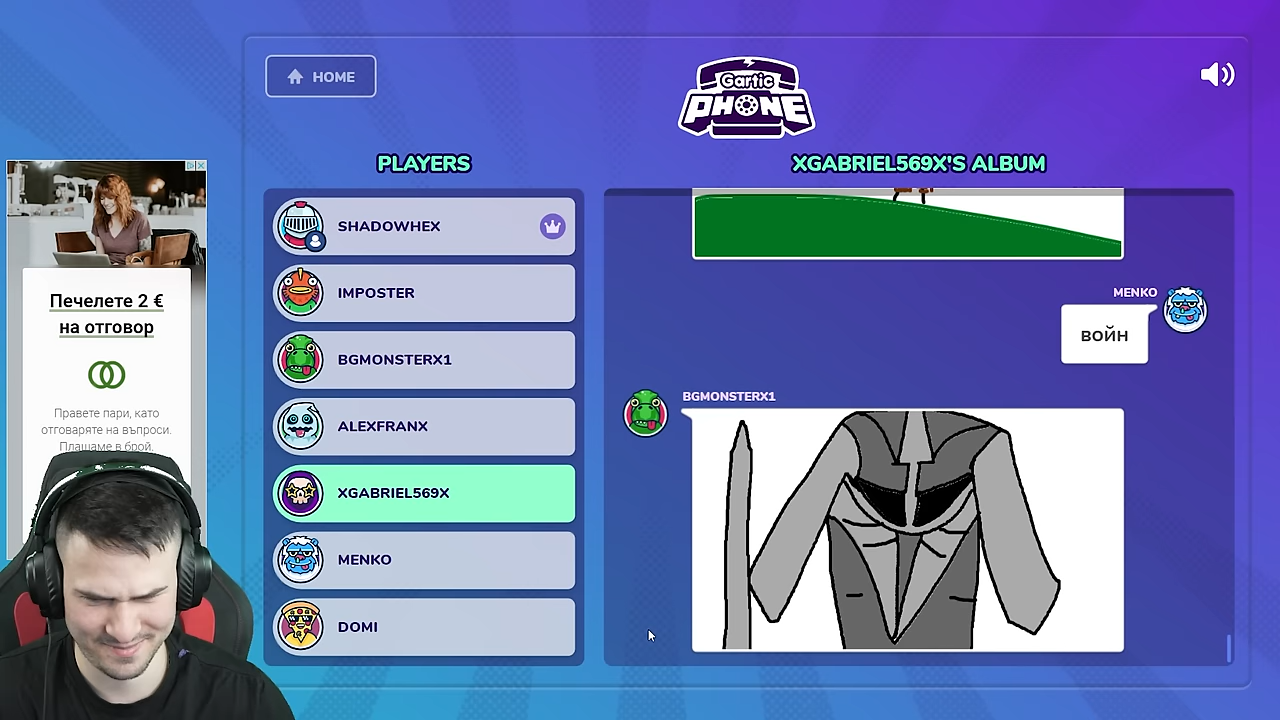 HOME
Gartic
PHONE
PLAYERS
XGABRIEL569X'S ALBUM
SHADOWHEX
IMPOSTER
BGMONSTERX1
ALEXFRANX
XGABRIEL569X
MENKO
DOMI
MENKO
ВОЙН
BGMONSTERX1
Печелете 2 €
на отговор
Правете пари, като
отговаряте на въпроси.
Плащаме в брой.